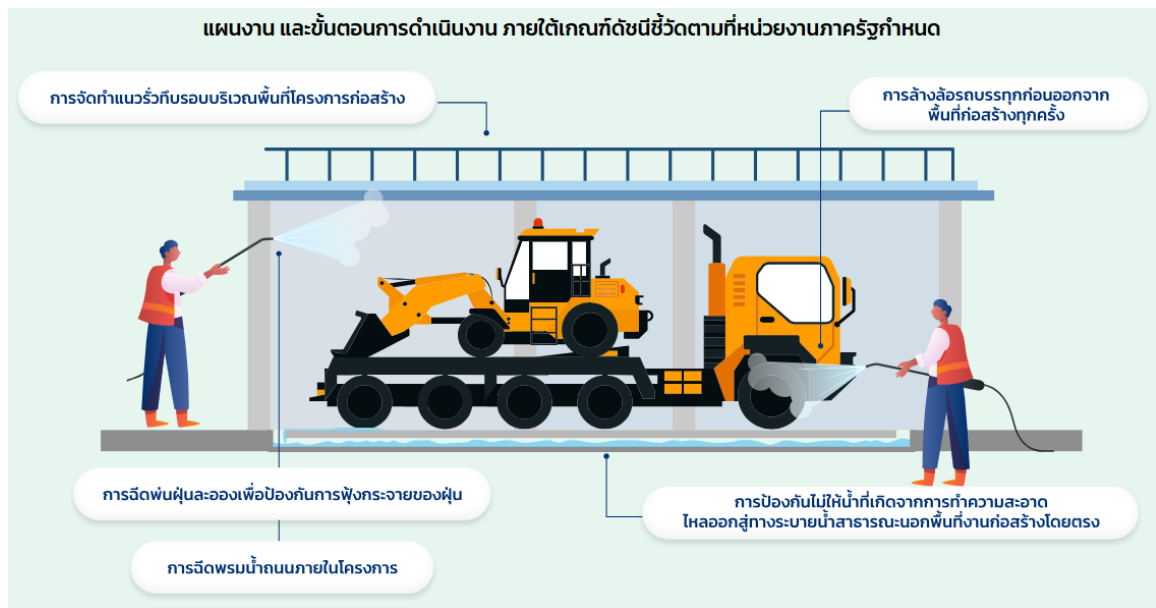 แผนงาน และขั้นตอนการดำเนินงาน ภายใต้เกณฑ์ดัชนีชี้วัดตามที่หน่วยงานภาครัฐกำหนด
การจัดทำแนวรั้วทึบรอบบริเวณพื้นที่โครงการก่อสร้าง
การล้างล้อรถบรรทุกก่อนออกจาก
พื้นที่ก่อสร้างทุกครั้ง
การฉีดพ่นฝุ่นละอองเพื่อป้องกันการฟุ้งกระจายของฝุ่น
การป้องกันไม่ให้น้ำที่เกิดจากการทำความสะอาด
ไหลออกสู่ทางระบายน้ำสาธารณะนอกพื้นที่งานก่อสร้างโดยตรง
การฉีดพรมน้ำถนนภายในโครงการ